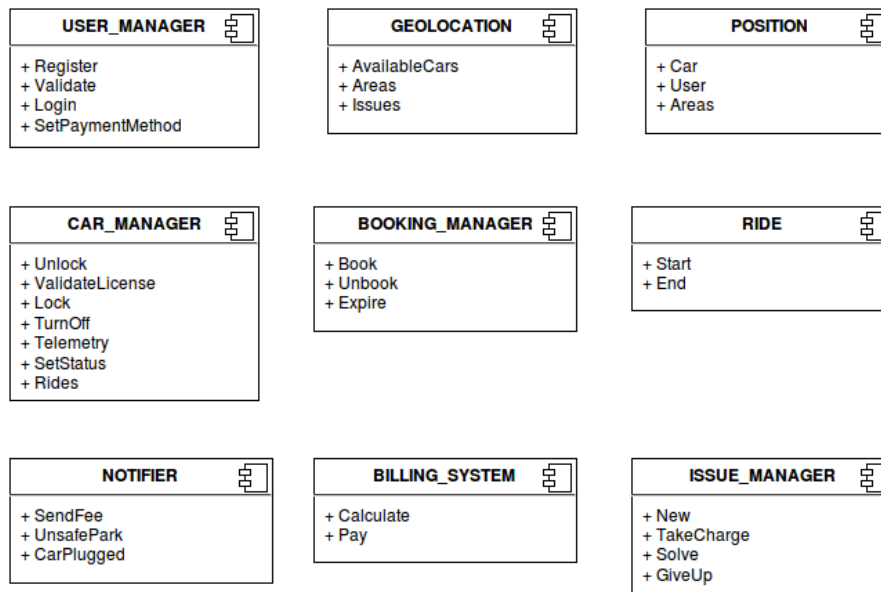 USER_MANAGER
+ Register
+ Validate
+ Login
+ SetPaymentMethod
GEOLOCATION
+ AvailableCars
+ Areas
+ Issues
POSITION
+ Car
+ User
+ Areas
CAR_MANAGER
+ Unlock
+ ValidateLicense
+ Lock
+ TurnOff
+ Telemetry
+ SetStatus
+ Rides
BOOKING_MANAGER
+ Book
+ Unbook
+ Expire
RIDE
+ Start
+ End
NOTIFIER
+ SendFee
+ UnsafePark
+ CarPlugged
BILLING_SYSTEM
+ Calculate
+ Pay
ISSUE_MANAGER
+ New
+ TakeCharge
+ Solve
+ GiveUp